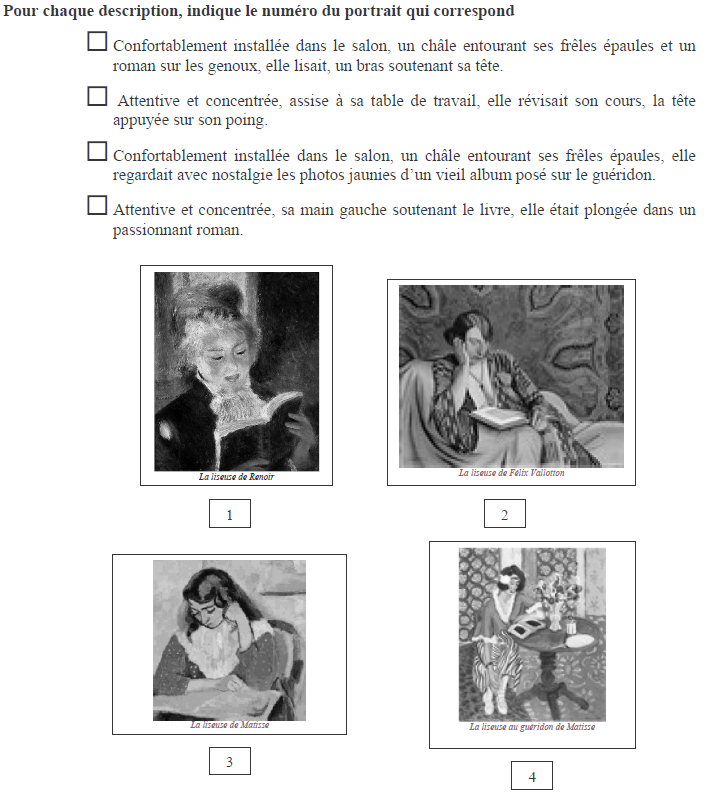 Pour chaque description, indique le numéro du portrait qui correspond
Confortablement installée dans le salon, un châle entourant ses frêles épaules et un
roman sur les genoux, elle lisait, un bras soutenant sa tête.
Attentive et concentrée, assise à sa table de travail, elle révisait son cours, la tête
appuyée sur son poing.
Confortablement installée dans le salon, un châle entourant ses frêles épaules, elle
regardait avec nostalgie les photos jaunies d’un vieil album posé sur le guéridon.
Attentive et concentrée, sa main gauche soutenant le livre, elle était plongée dans un
passionnant roman.
La liseuse de Renoir
1
La liseuse de Félix Vallotton
2
La liseuse de Matisse
3
La liseuse au guéridon de Matisse
4